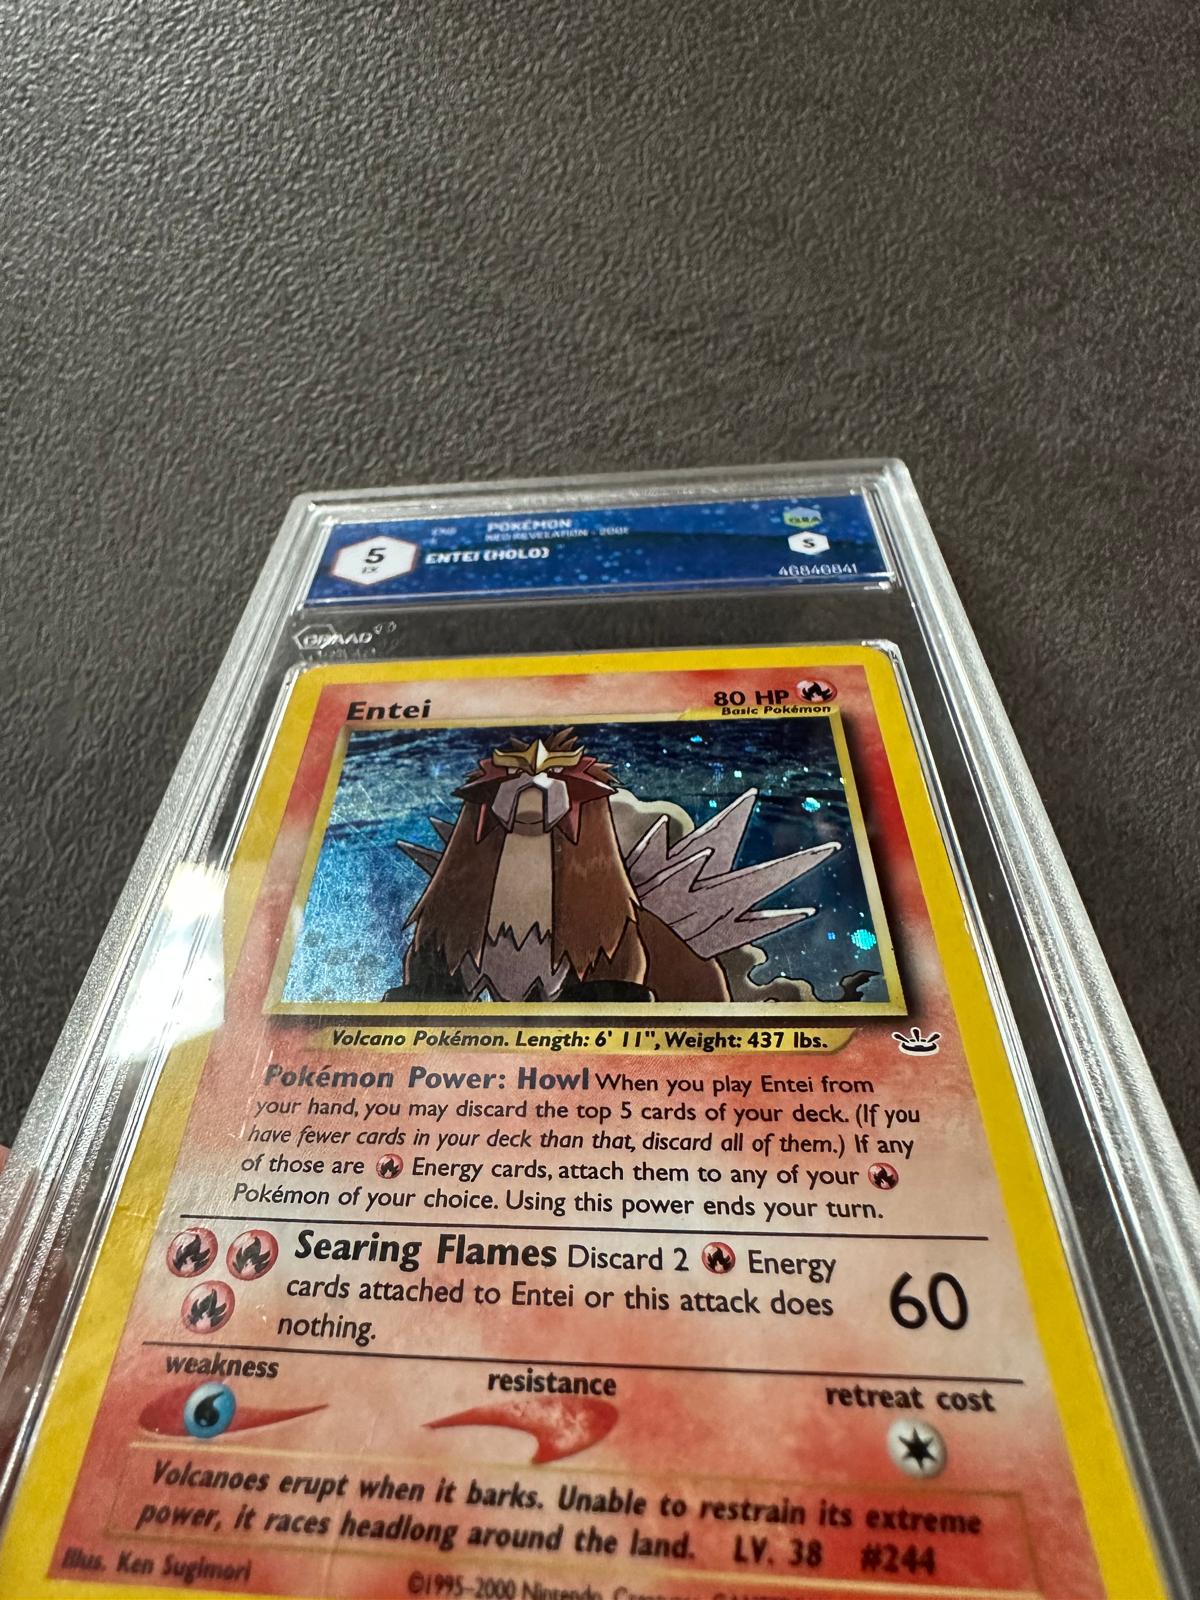 5
EX
ENG
POKÉMON
NEO REVELATION - 2001
ENTEI (HOLO)
GRA
S
46846841
GRAAD
Entei
80 HP
Basic Pokémon
Volcano Pokémon. Length: 6' 11", Weight: 437 lbs.
Pokémon Power: Howl When you play Entei from
your hand, you may discard the top 5 cards of your deck. (If you
have fewer cards in your deck than that, discard all of them.) If any
of those are Energy cards, attach them to any of your
Pokémon of your choice. Using this power ends your turn.
Searing Flames Discard 2 Energy
cards attached to Entei or this attack does
nothing.
60
weakness
resistance
retreat cost
Volcanoes erupt when it barks. Unable to restrain its extreme
power, it races headlong around the land. LV. 38 #244
Illus. Ken Sugimori
©1995-2000 Nintendo,